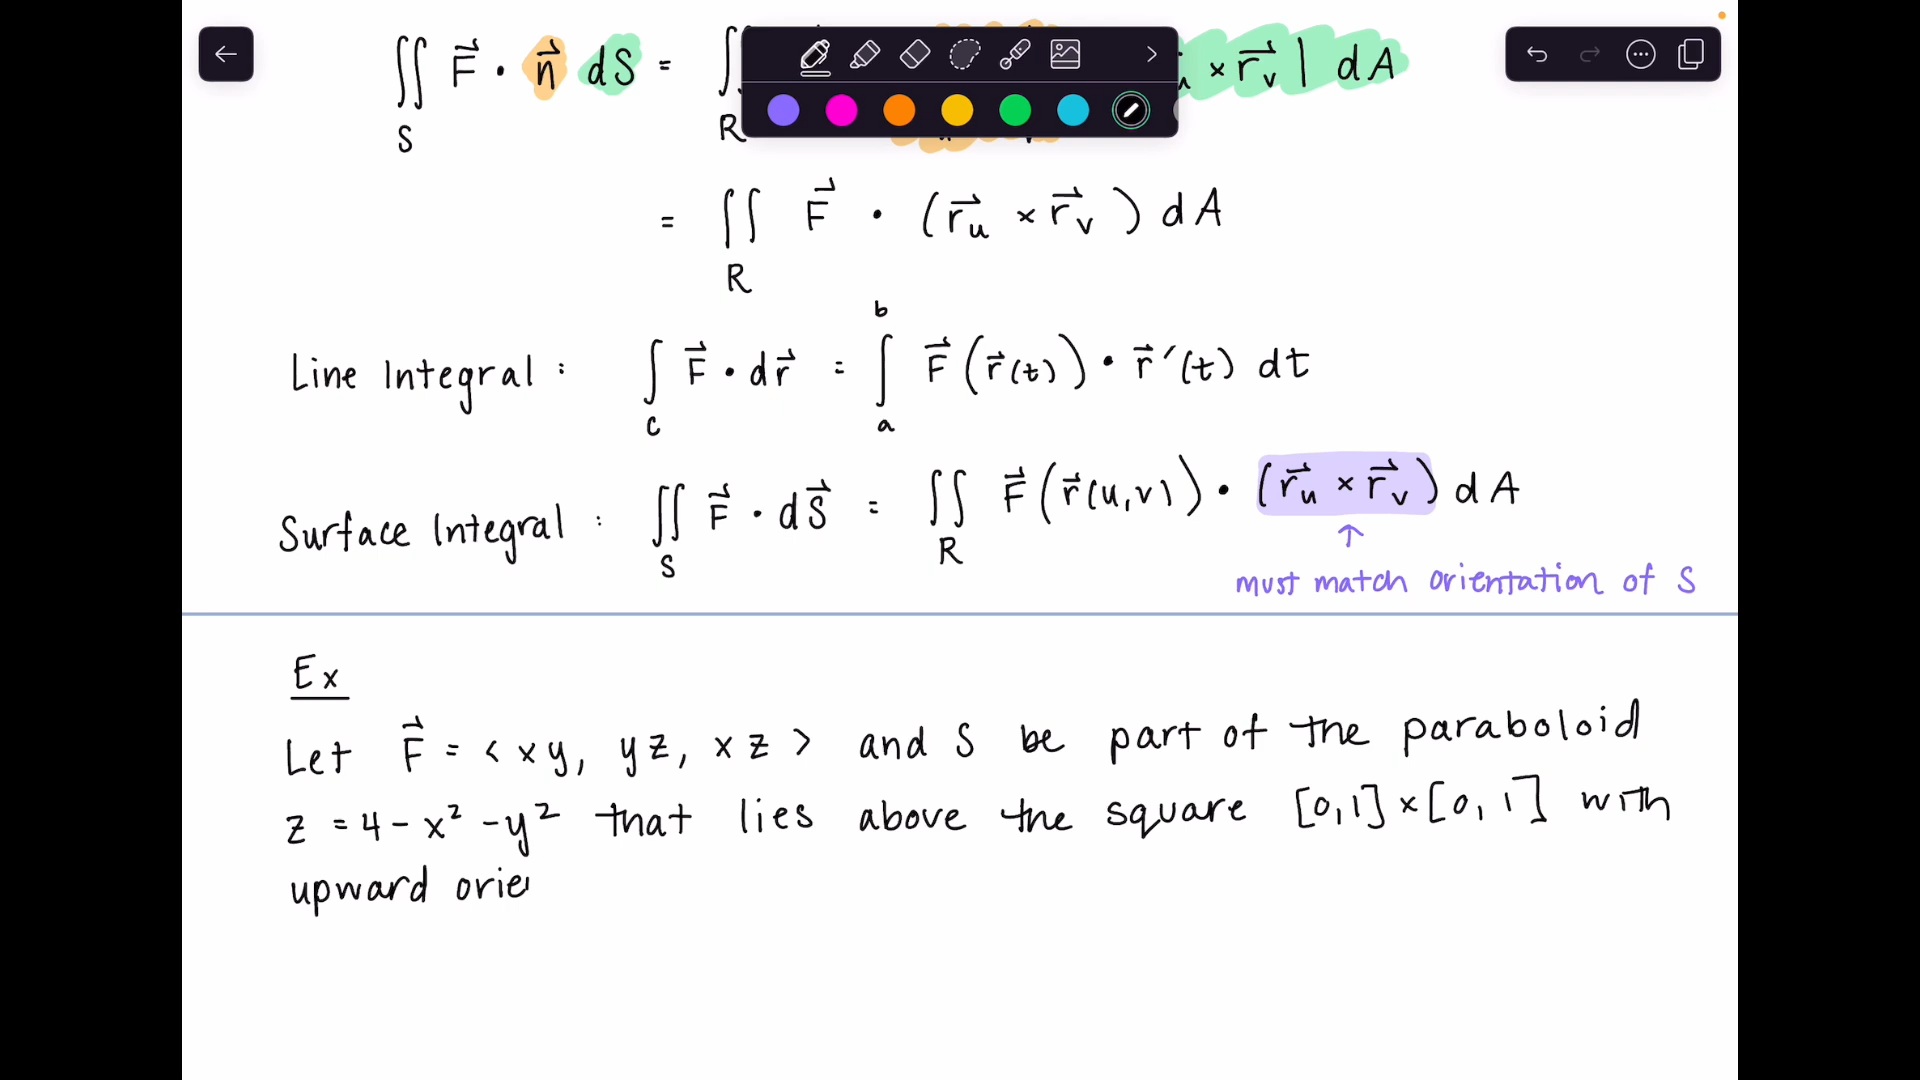 ∬_S F⃗ · n⃗ dS = ∬_R × r⃗_v | dA
= ∬_R F⃗ · (r⃗_u × r⃗_v) dA
Line Integral : ∫_C F⃗ · dr⃗ = ∫_a^b F⃗(r⃗(t)) · r⃗′(t) dt
Surface Integral : ∬_S F⃗ · dS⃗ = ∬_R F⃗(r⃗(u,v)) · (r⃗_u × r⃗_v) dA
↑
must match orientation of S
Ex
Let F⃗ = < xy, yz, xz > and S be part of the paraboloid
z = 4 - x² - y² that lies above the square [0,1] × [0,1] with
upward orie